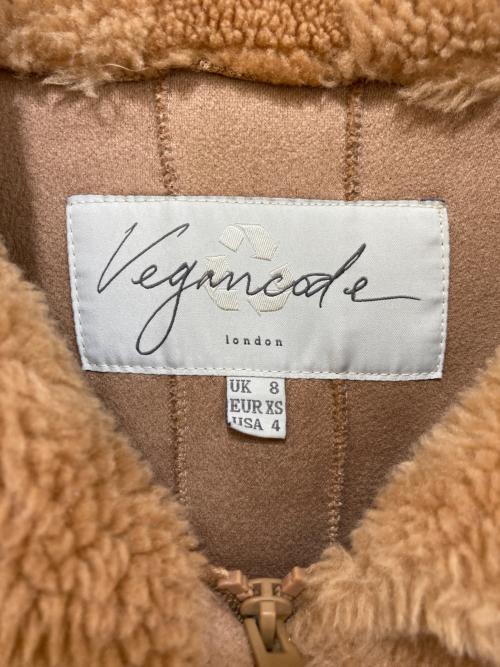 Vegancode
london
UK 8
EUR XS
USA 4